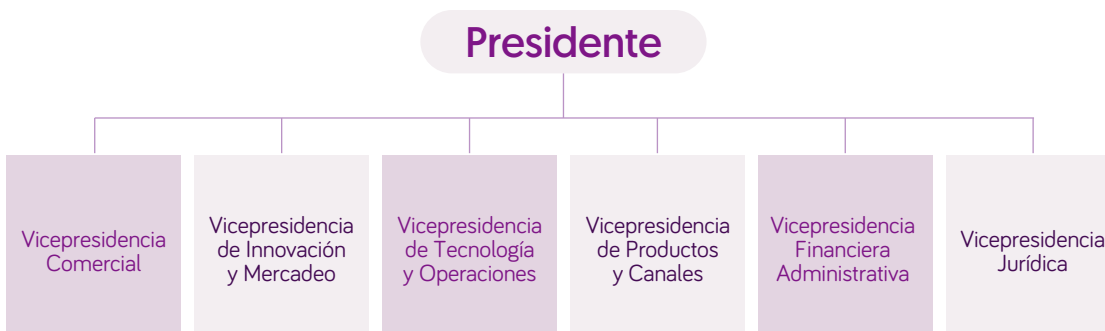 Presidente
Vicepresidencia
Comercial
Vicepresidencia
de Innovación
y Mercadeo
Vicepresidencia
de Tecnología
y Operaciones
Vicepresidencia
de Productos
y Canales
Vicepresidencia
Financiera
Administrativa
Vicepresidencia
Jurídica